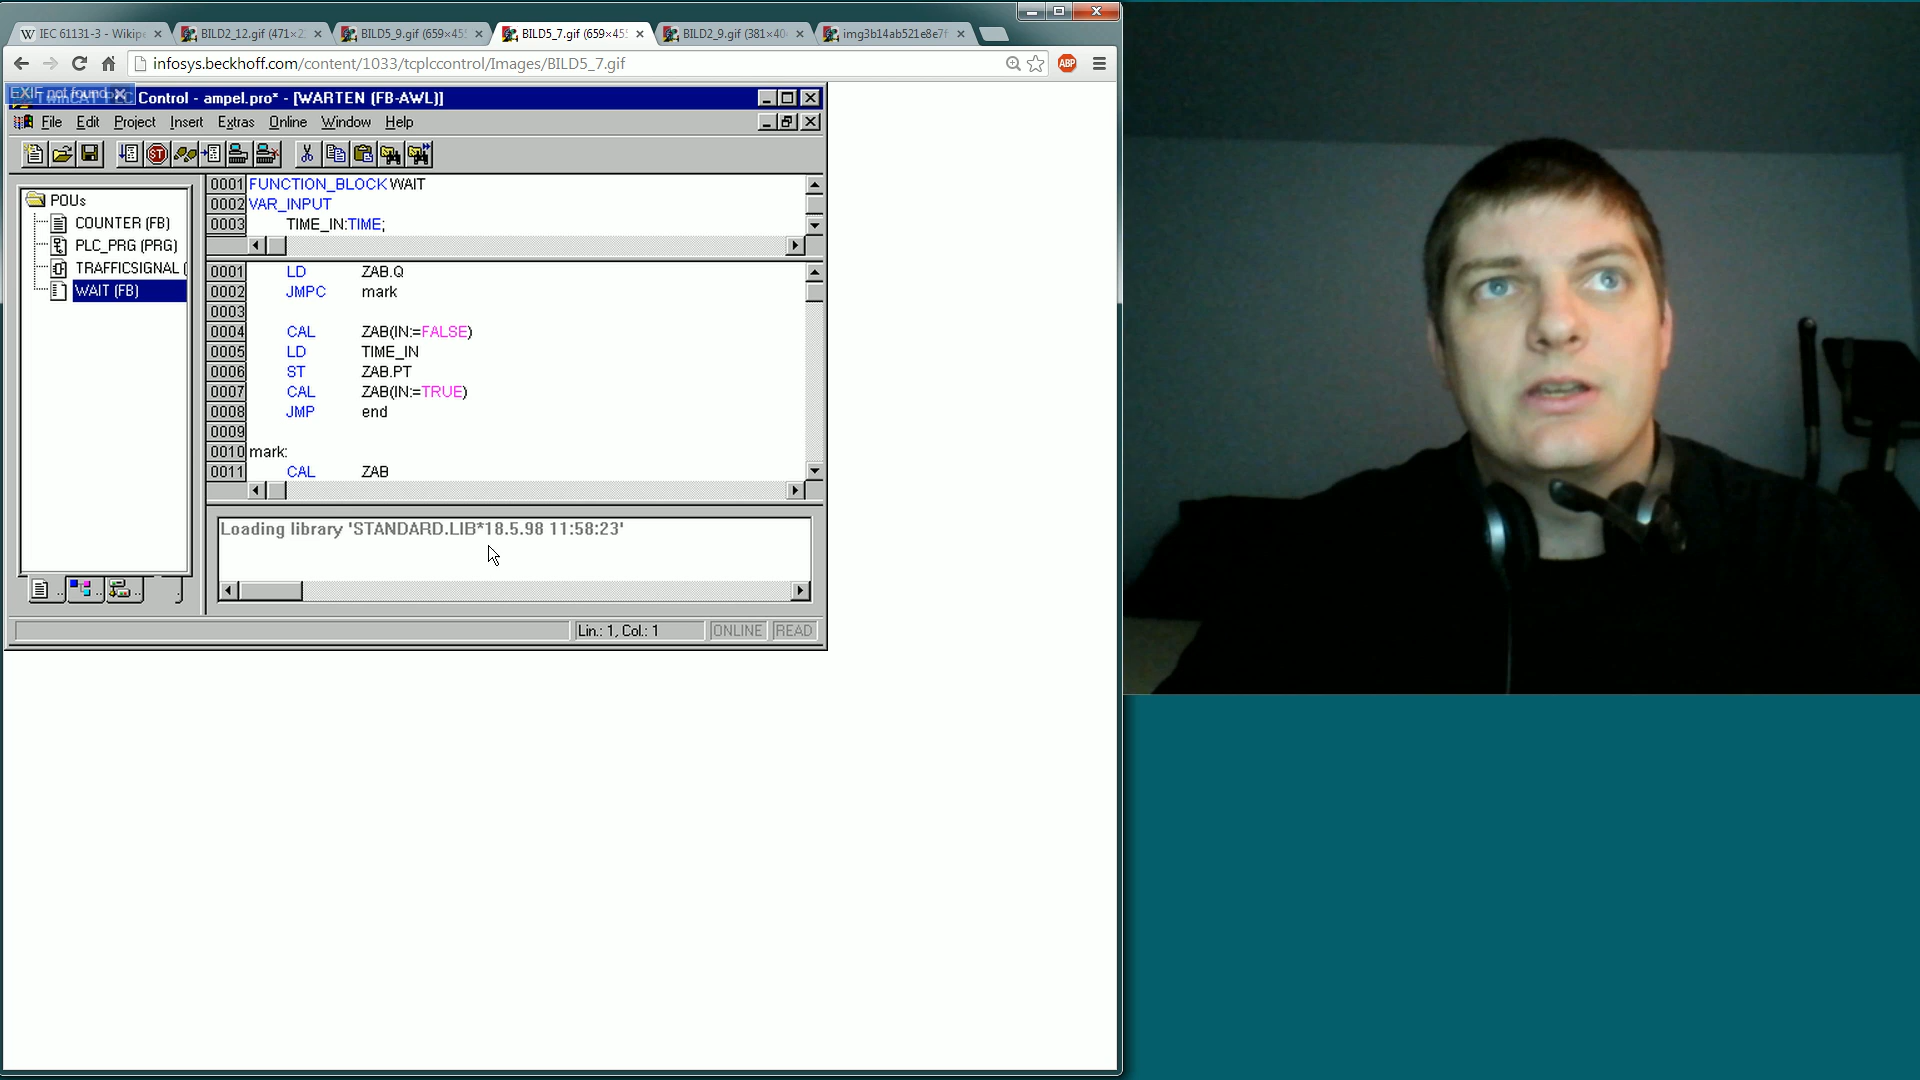 IEC 61131-3 - Wikipe
BILD2_12.gif (471×2
BILD5_9.gif (659×45
BILD5_7.gif (659×45
BILD2_9.gif (381×40
img3b14ab521e8e7f
infosys.beckhoff.com/content/1033/tcplccontrol/Images/BILD5_7.gif
ABP
EXIF not found
Control - ampel.pro* - [WARTEN (FB-AWL)]
File Edit Project Insert Extras Online Window Help
POUs
COUNTER (FB)
PLC_PRG (PRG)
TRAFFICSIGNAL (
WAIT (FB)
0001 FUNCTION_BLOCK WAIT
0002 VAR_INPUT
0003 TIME_IN:TIME;
0001 LD ZAB.Q
0002 JMPC mark
0003
0004 CAL ZAB(IN:=FALSE)
0005 LD TIME_IN
0006 ST ZAB.PT
0007 CAL ZAB(IN:=TRUE)
0008 JMP end
0009
0010 mark:
0011 CAL ZAB
Loading library 'STANDARD.LIB*18.5.98 11:58:23'
Lin.: 1, Col.: 1 ONLINE READ